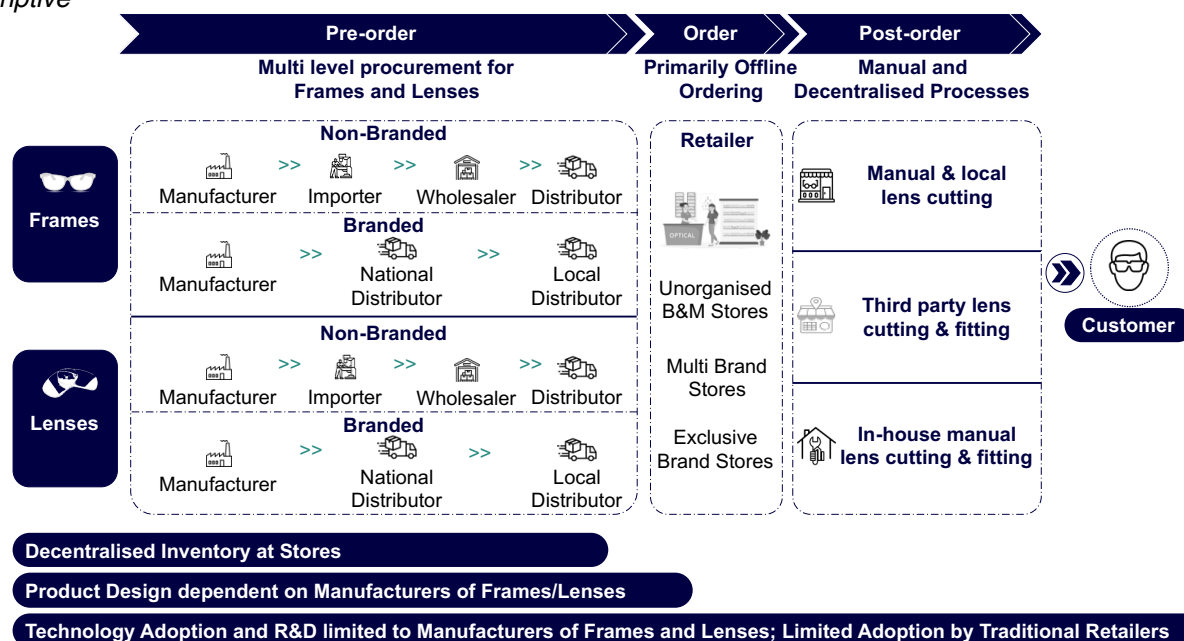 Pre-order
Order
Post-order
Multi level procurement for
Frames and Lenses
Primarily Offline
Ordering
Manual and
Decentralised Processes
Frames
Non-Branded
Manufacturer >> Importer >> Wholesaler >> Distributor
Branded
Manufacturer >> National
Distributor >> Local
Distributor
Lenses
Non-Branded
Manufacturer >> Importer >> Wholesaler >> Distributor
Branded
Manufacturer >> National
Distributor >> Local
Distributor
Retailer
OPTICAL
Unorganised
B&M Stores
Multi Brand
Stores
Exclusive
Brand Stores
Manual & local
lens cutting
Third party lens
cutting & fitting
In-house manual
lens cutting & fitting
Customer
Decentralised Inventory at Stores
Product Design dependent on Manufacturers of Frames/Lenses
Technology Adoption and R&D limited to Manufacturers of Frames and Lenses; Limited Adoption by Traditional Retailers